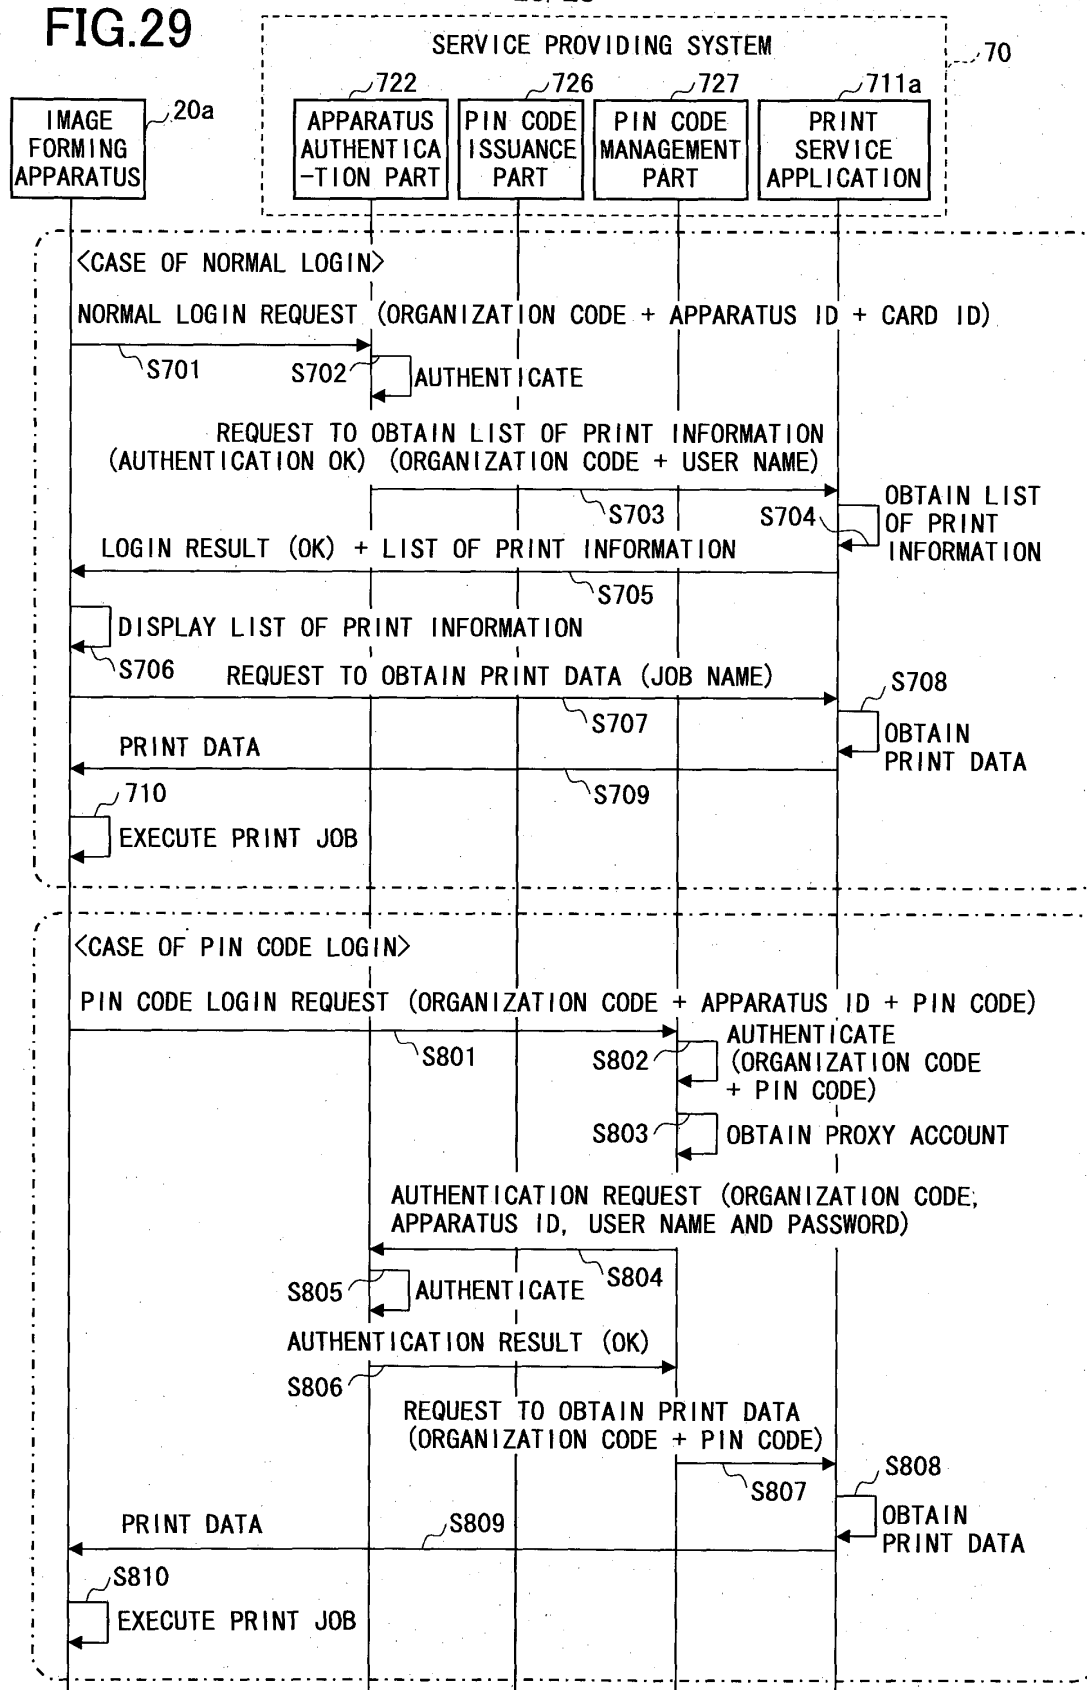 FIG.29
SERVICE PROVIDING SYSTEM
70
20a
722
726
727
711a
IMAGE
FORMING
APPARATUS
APPARATUS
AUTHENTICA
-TION PART
PIN CODE
ISSUANCE
PART
PIN CODE
MANAGEMENT
PART
PRINT
SERVICE
APPLICATION
<CASE OF NORMAL LOGIN>
NORMAL LOGIN REQUEST (ORGANIZATION CODE + APPARATUS ID + CARD ID)
S701
S702
AUTHENTICATE
REQUEST TO OBTAIN LIST OF PRINT INFORMATION
(AUTHENTICATION OK) (ORGANIZATION CODE + USER NAME)
S703
S704
OBTAIN LIST
OF PRINT
INFORMATION
LOGIN RESULT (OK) + LIST OF PRINT INFORMATION
S705
DISPLAY LIST OF PRINT INFORMATION
S706
REQUEST TO OBTAIN PRINT DATA (JOB NAME)
S707
S708
OBTAIN
PRINT DATA
PRINT DATA
S709
710
EXECUTE PRINT JOB
<CASE OF PIN CODE LOGIN>
PIN CODE LOGIN REQUEST (ORGANIZATION CODE + APPARATUS ID + PIN CODE)
S801
S802
AUTHENTICATE
(ORGANIZATION CODE
+ PIN CODE)
S803
OBTAIN PROXY ACCOUNT
AUTHENTICATION REQUEST (ORGANIZATION CODE,
APPARATUS ID, USER NAME AND PASSWORD)
S804
S805
AUTHENTICATE
AUTHENTICATION RESULT (OK)
S806
REQUEST TO OBTAIN PRINT DATA
(ORGANIZATION CODE + PIN CODE)
S807
S808
OBTAIN
PRINT DATA
PRINT DATA
S809
S810
EXECUTE PRINT JOB